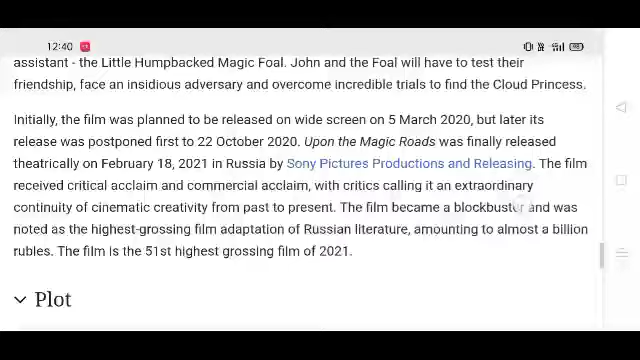 12:40
assistant - the Little Humpbacked Magic Foal. John and the Foal will have to test their
friendship, face an insidious adversary and overcome incredible trials to find the Cloud Princess.
Initially, the film was planned to be released on wide screen on 5 March 2020, but later its
release was postponed first to 22 October 2020. Upon the Magic Roads was finally released
theatrically on February 18, 2021 in Russia by Sony Pictures Productions and Releasing. The film
received critical acclaim and commercial acclaim, with critics calling it an extraordinary
continuity of cinematic creativity from past to present. The film became a blockbuster and was
noted as the highest-grossing film adaptation of Russian literature, amounting to almost a billion
rubles. The film is the 51st highest grossing film of 2021.
Plot